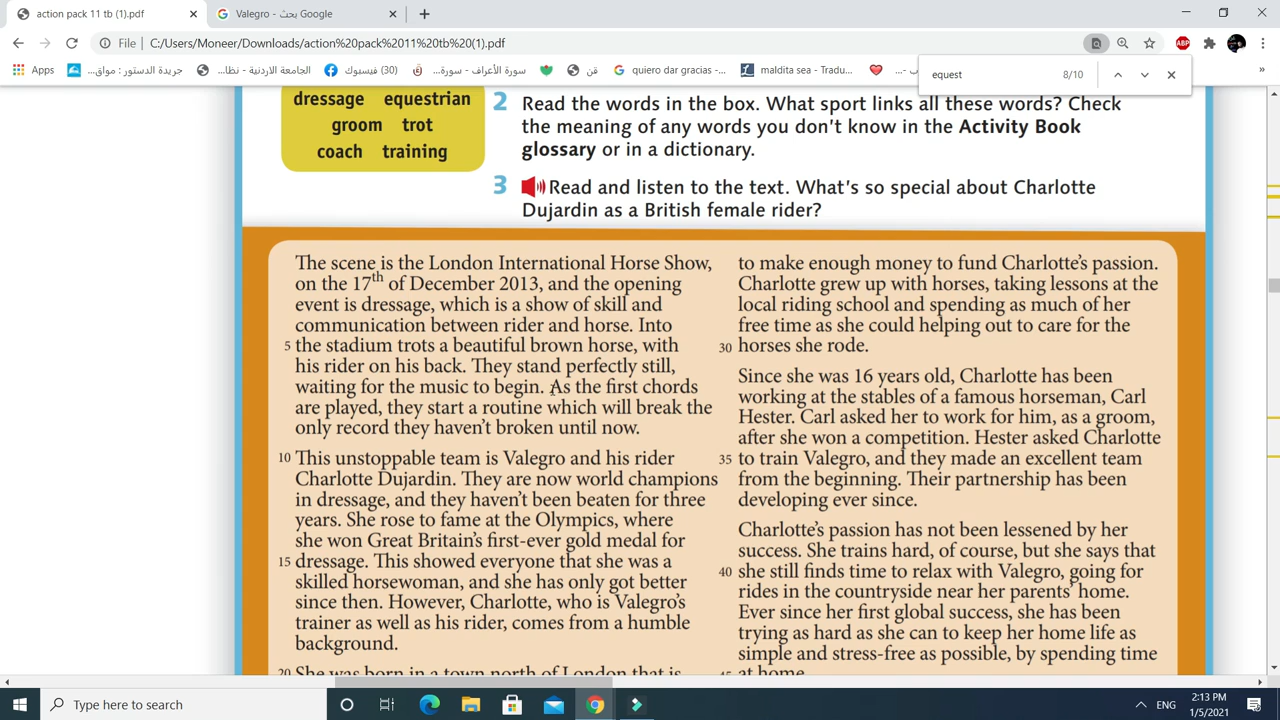 action pack 11 tb (1).pdf
Valegro - بحث Google
File C:/Users/Moneer/Downloads/action%20pack%2011%20tb%20(1).pdf
equest 8/10
Apps
جريدة الدستور : مواق...
الجامعة الاردنية - نظا...
(30) فيسبوك
سورة الأعراف - سورة...
قن
quiero dar gracias -...
maldita sea - Tradu...
dressage equestrian
groom trot
coach training
2 Read the words in the box. What sport links all these words? Check
the meaning of any words you don't know in the Activity Book
glossary or in a dictionary.
3 Read and listen to the text. What's so special about Charlotte
Dujardin as a British female rider?
The scene is the London International Horse Show,
on the 17th of December 2013, and the opening
event is dressage, which is a show of skill and
communication between rider and horse. Into
5 the stadium trots a beautiful brown horse, with
his rider on his back. They stand perfectly still,
waiting for the music to begin. As the first chords
are played, they start a routine which will break the
only record they haven't broken until now.
10 This unstoppable team is Valegro and his rider
Charlotte Dujardin. They are now world champions
in dressage, and they haven't been beaten for three
years. She rose to fame at the Olympics, where
she won Great Britain's first-ever gold medal for
15 dressage. This showed everyone that she was a
skilled horsewoman, and she has only got better
since then. However, Charlotte, who is Valegro's
trainer as well as his rider, comes from a humble
background.
20 She was born in a town north of London that is
to make enough money to fund Charlotte's passion.
Charlotte grew up with horses, taking lessons at the
local riding school and spending as much of her
free time as she could helping out to care for the
30 horses she rode.
Since she was 16 years old, Charlotte has been
working at the stables of a famous horseman, Carl
Hester. Carl asked her to work for him, as a groom,
after she won a competition. Hester asked Charlotte
35 to train Valegro, and they made an excellent team
from the beginning. Their partnership has been
developing ever since.
Charlotte's passion has not been lessened by her
success. She trains hard, of course, but she says that
40 she still finds time to relax with Valegro, going for
rides in the countryside near her parents' home.
Ever since her first global success, she has been
trying as hard as she can to keep her home life as
simple and stress-free as possible, by spending time
45 at home.
Type here to search
ENG
2:13 PM
1/5/2021